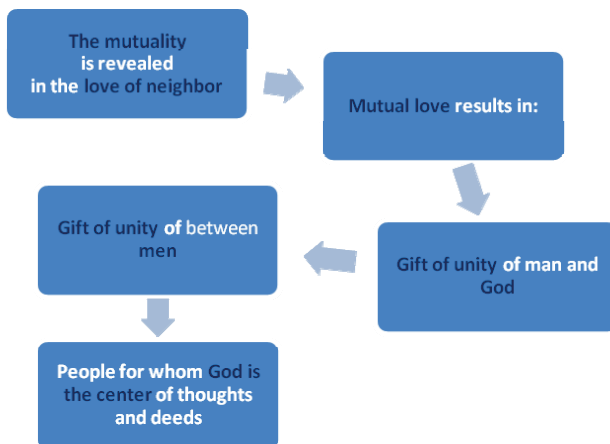 The mutuality
is revealed
in the love of neighbor
Mutual love results in:
Gift of unity of man and
God
Gift of unity of between
men
People for whom God is
the center of thoughts
and deeds